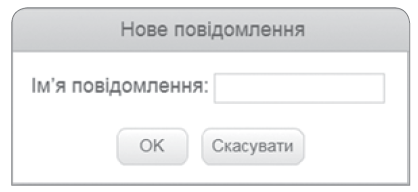 Нове повідомлення
Ім'я повідомлення:
OK Скасувати